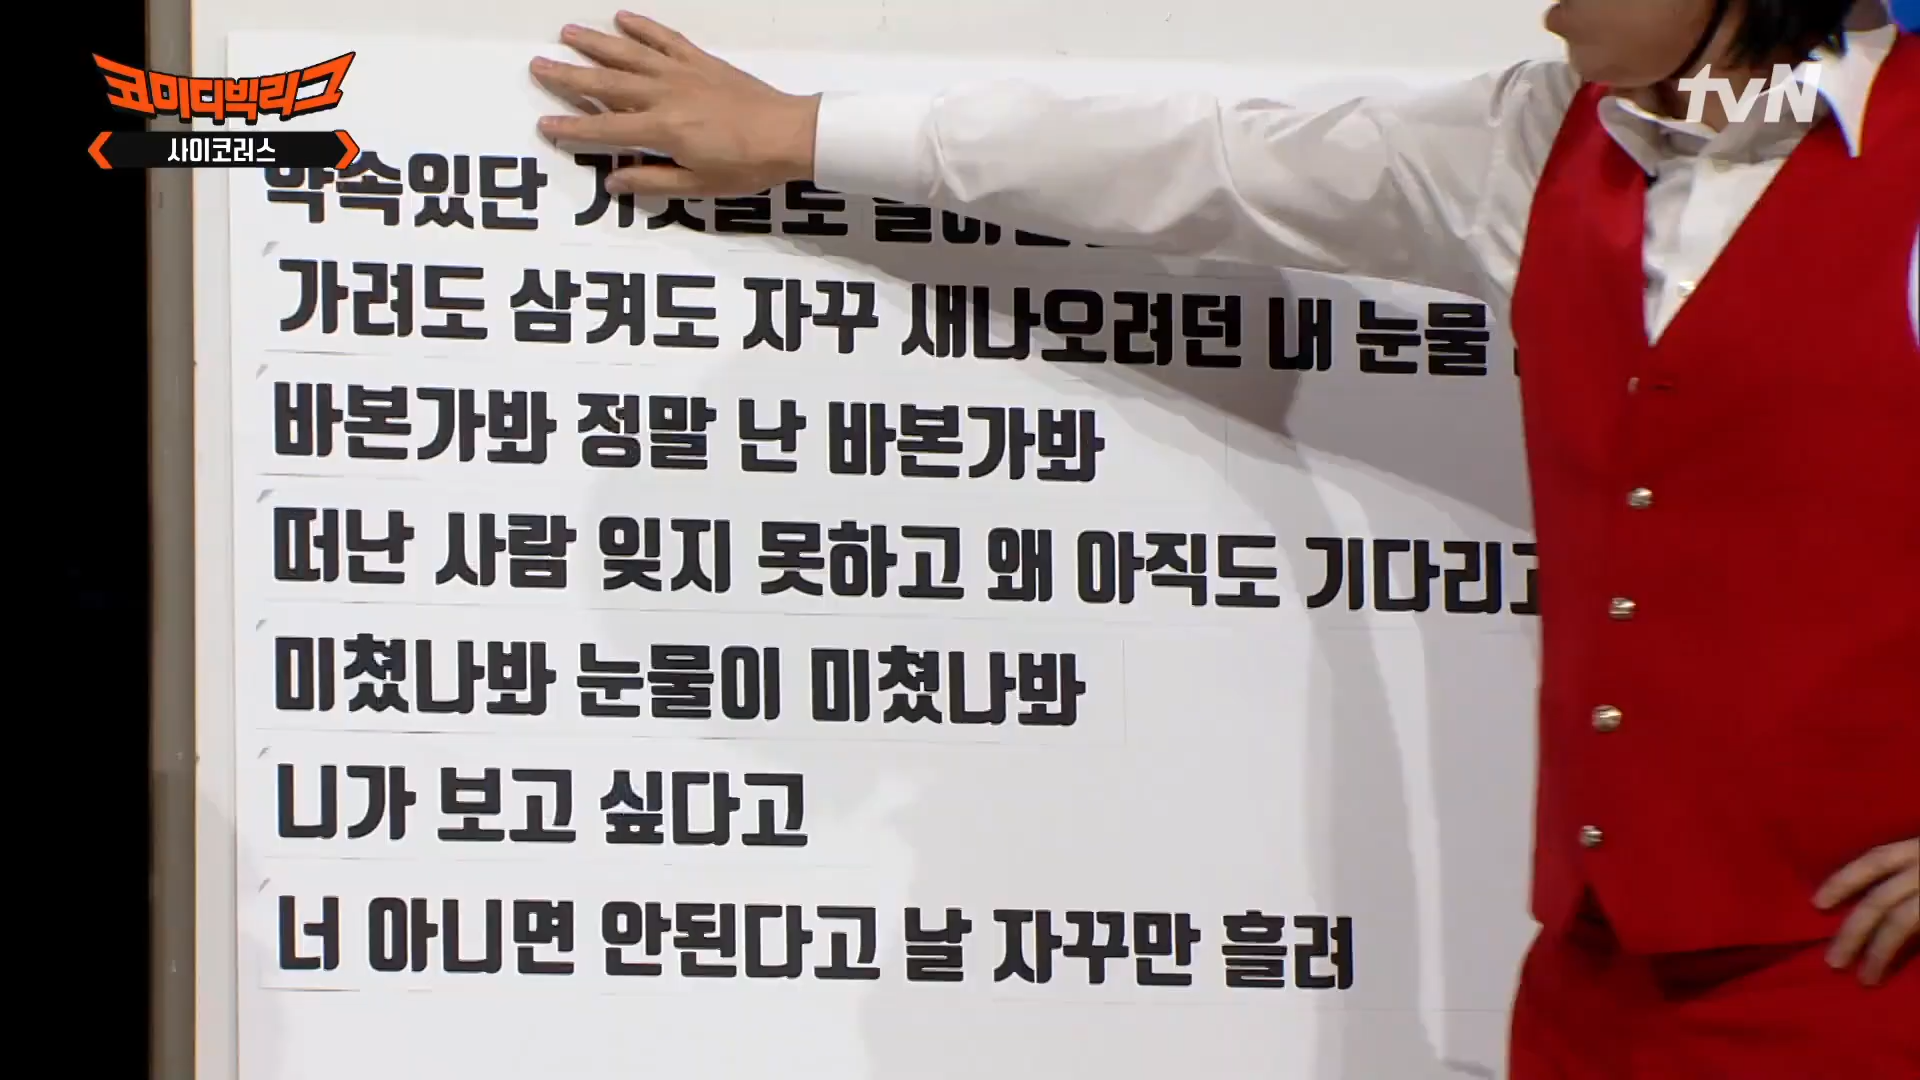 코미디빅리그
사이코러스
tvN
약속있단
가려도 삼켜도 자꾸 새나오려던 내 눈물
바본가봐 정말 난 바본가봐
떠난 사람 잊지 못하고 왜 아직도 기다리고
미쳤나봐 눈물이 미쳤나봐
니가 보고 싶다고
너 아니면 안된다고 날 자꾸만 흘려